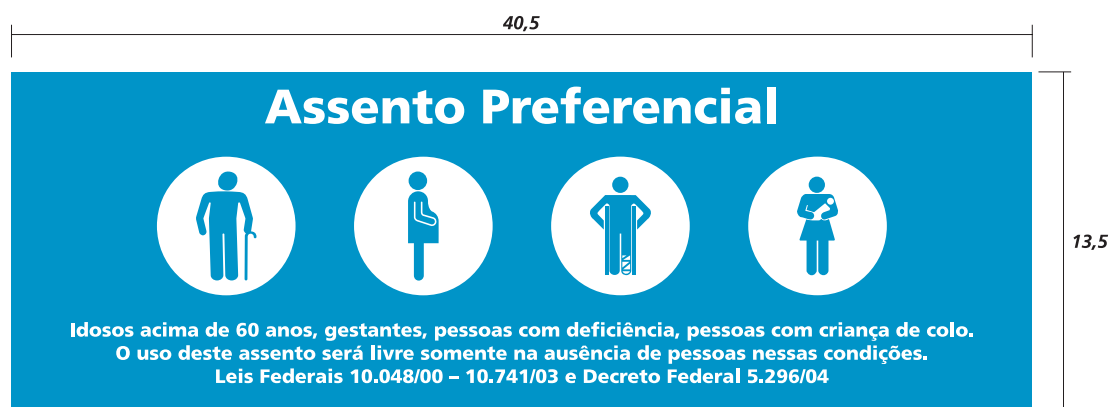 40,5
Assento Preferencial
13,5
Idosos acima de 60 anos, gestantes, pessoas com deficiência, pessoas com criança de colo.
O uso deste assento será livre somente na ausência de pessoas nessas condições.
Leis Federais 10.048/00 – 10.741/03 e Decreto Federal 5.296/04